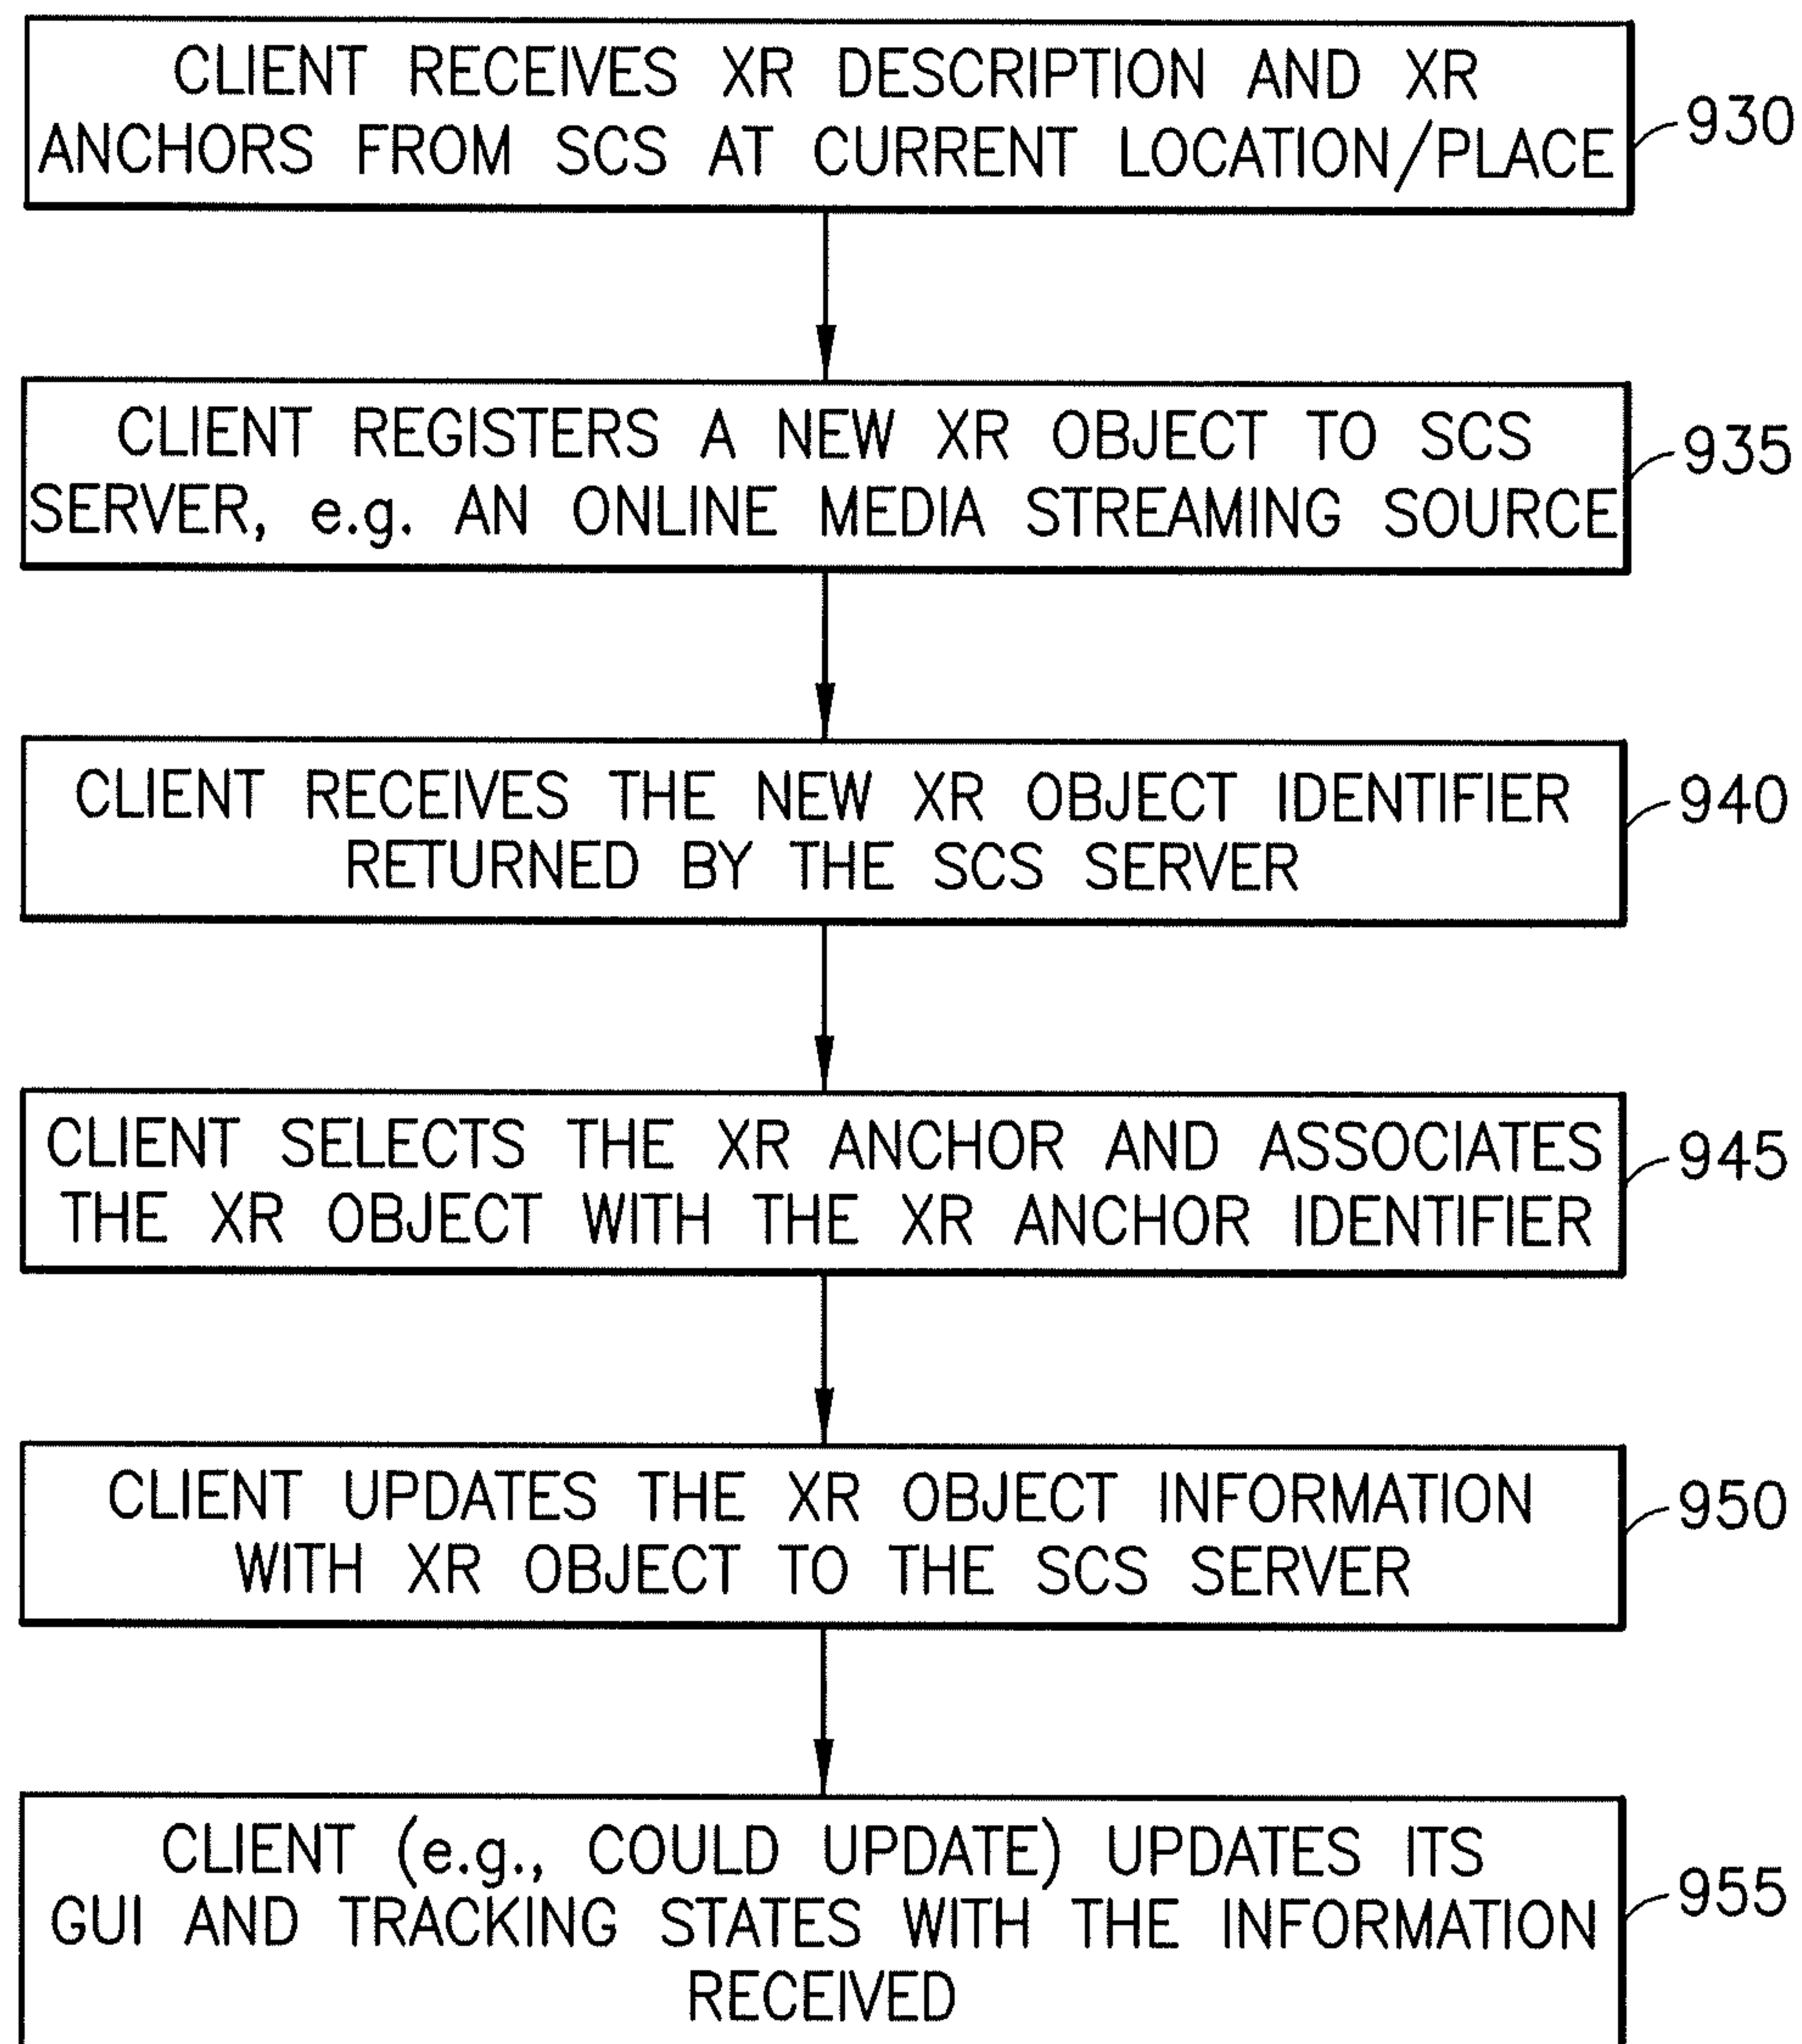 CLIENT RECEIVES XR DESCRIPTION AND XR
ANCHORS FROM SCS AT CURRENT LOCATION/PLACE
930
CLIENT REGISTERS A NEW XR OBJECT TO SCS
SERVER, e.g. AN ONLINE MEDIA STREAMING SOURCE
935
CLIENT RECEIVES THE NEW XR OBJECT IDENTIFIER
RETURNED BY THE SCS SERVER
940
CLIENT SELECTS THE XR ANCHOR AND ASSOCIATES
THE XR OBJECT WITH THE XR ANCHOR IDENTIFIER
945
CLIENT UPDATES THE XR OBJECT INFORMATION
WITH XR OBJECT TO THE SCS SERVER
950
CLIENT (e.g., COULD UPDATE) UPDATES ITS
GUI AND TRACKING STATES WITH THE INFORMATION
RECEIVED
955